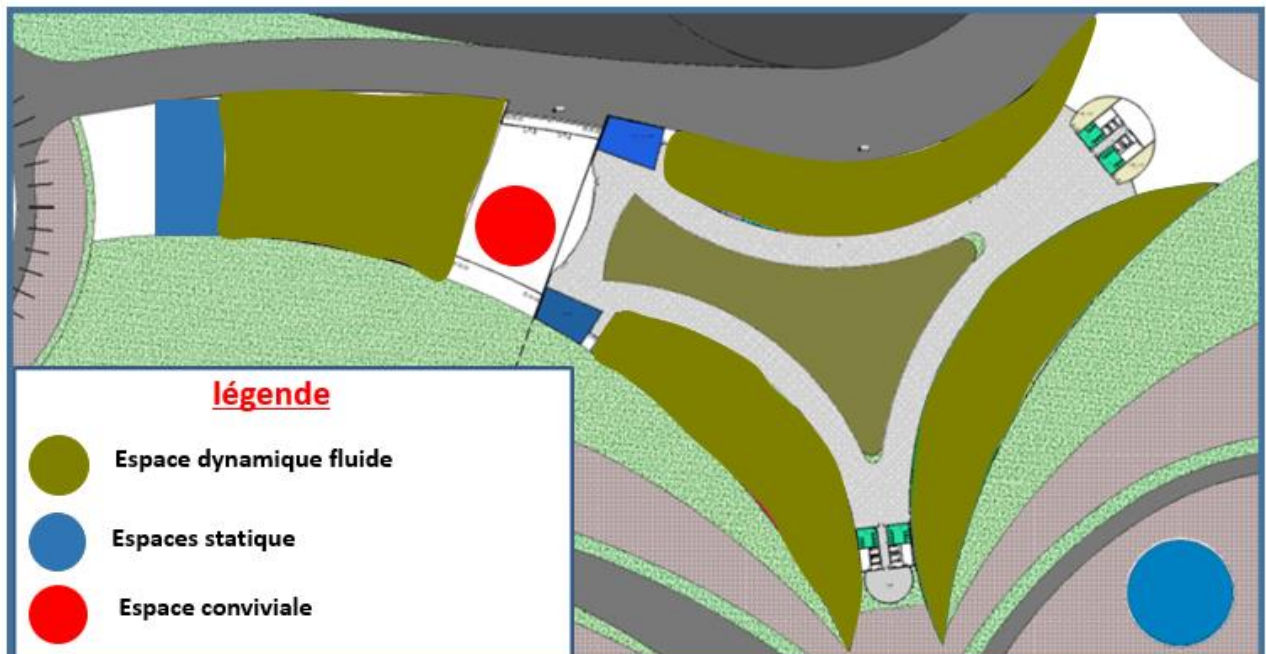 légende
Espace dynamique fluide
Espaces statique
Espace conviviale